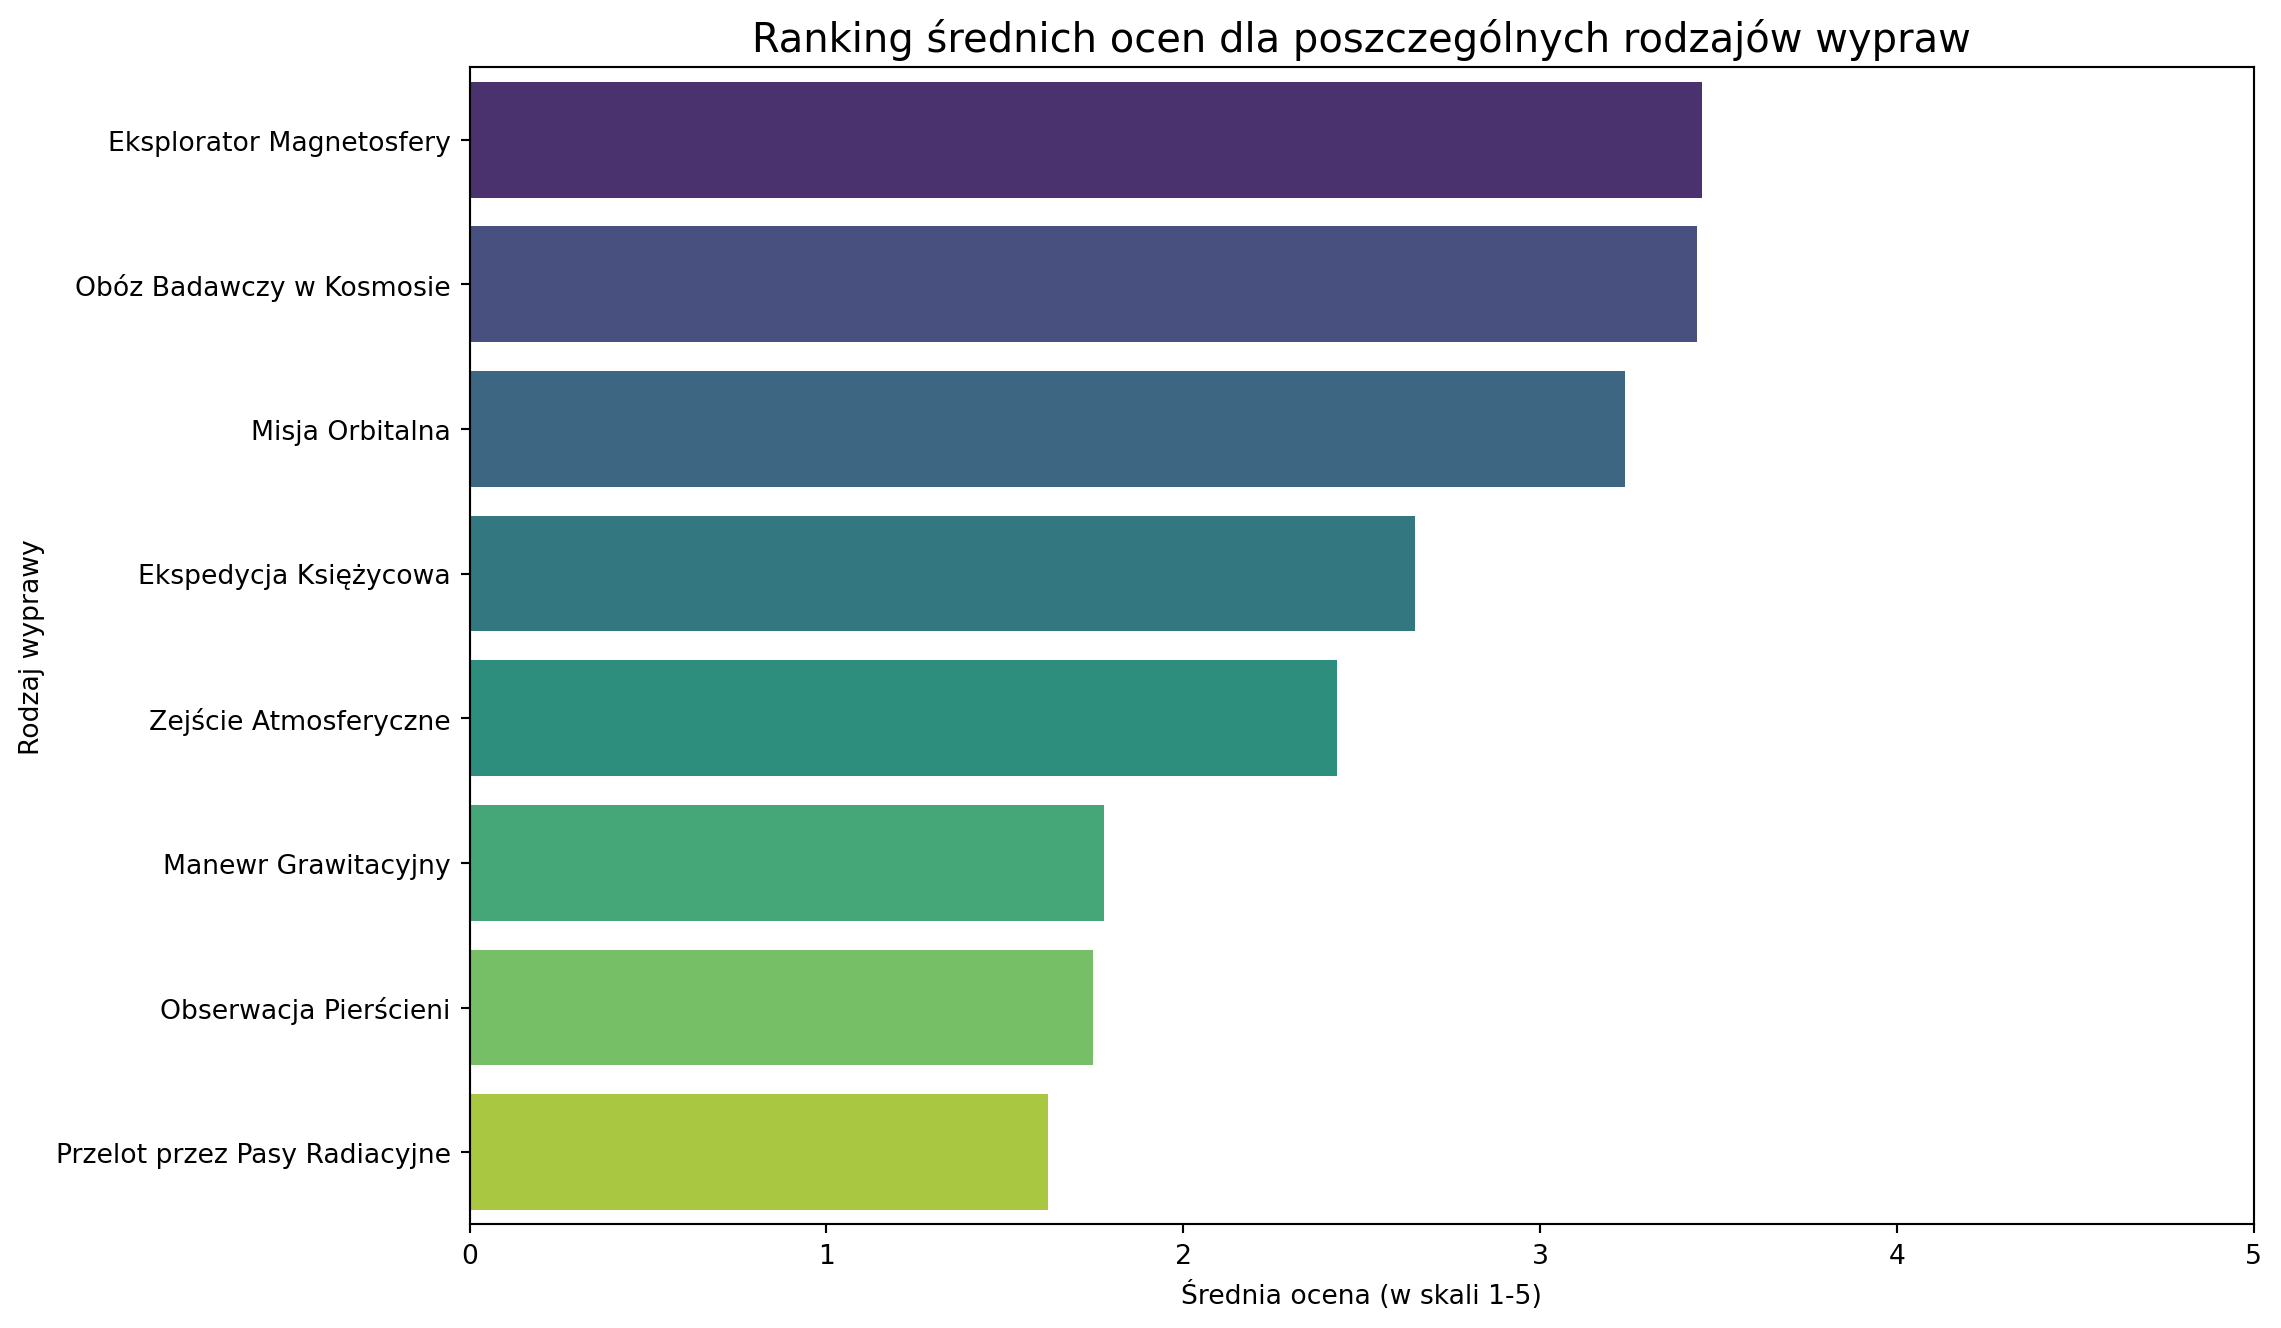 Ranking średnich ocen dla poszczególnych rodzajów wypraw
Eksplorator Magnetosfery
Obóz Badawczy w Kosmosie
Misja Orbitalna
Ekspedycja Księżycowa
Zejście Atmosferyczne
Manewr Grawitacyjny
Obserwacja Pierścieni
Przelot przez Pasy Radiacyjne
Rodzaj wyprawy
0 1 2 3 4 5
Średnia ocena (w skali 1-5)